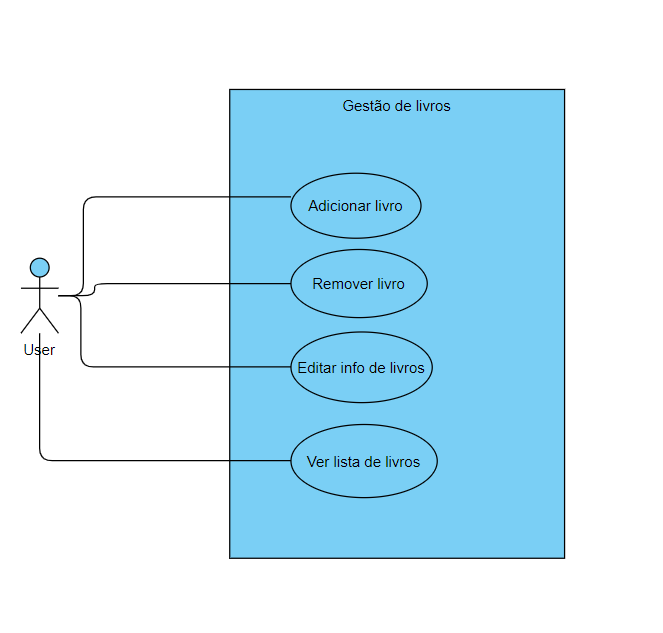 Gestão de livros
Adicionar livro
Remover livro
User
Editar info de livros
Ver lista de livros